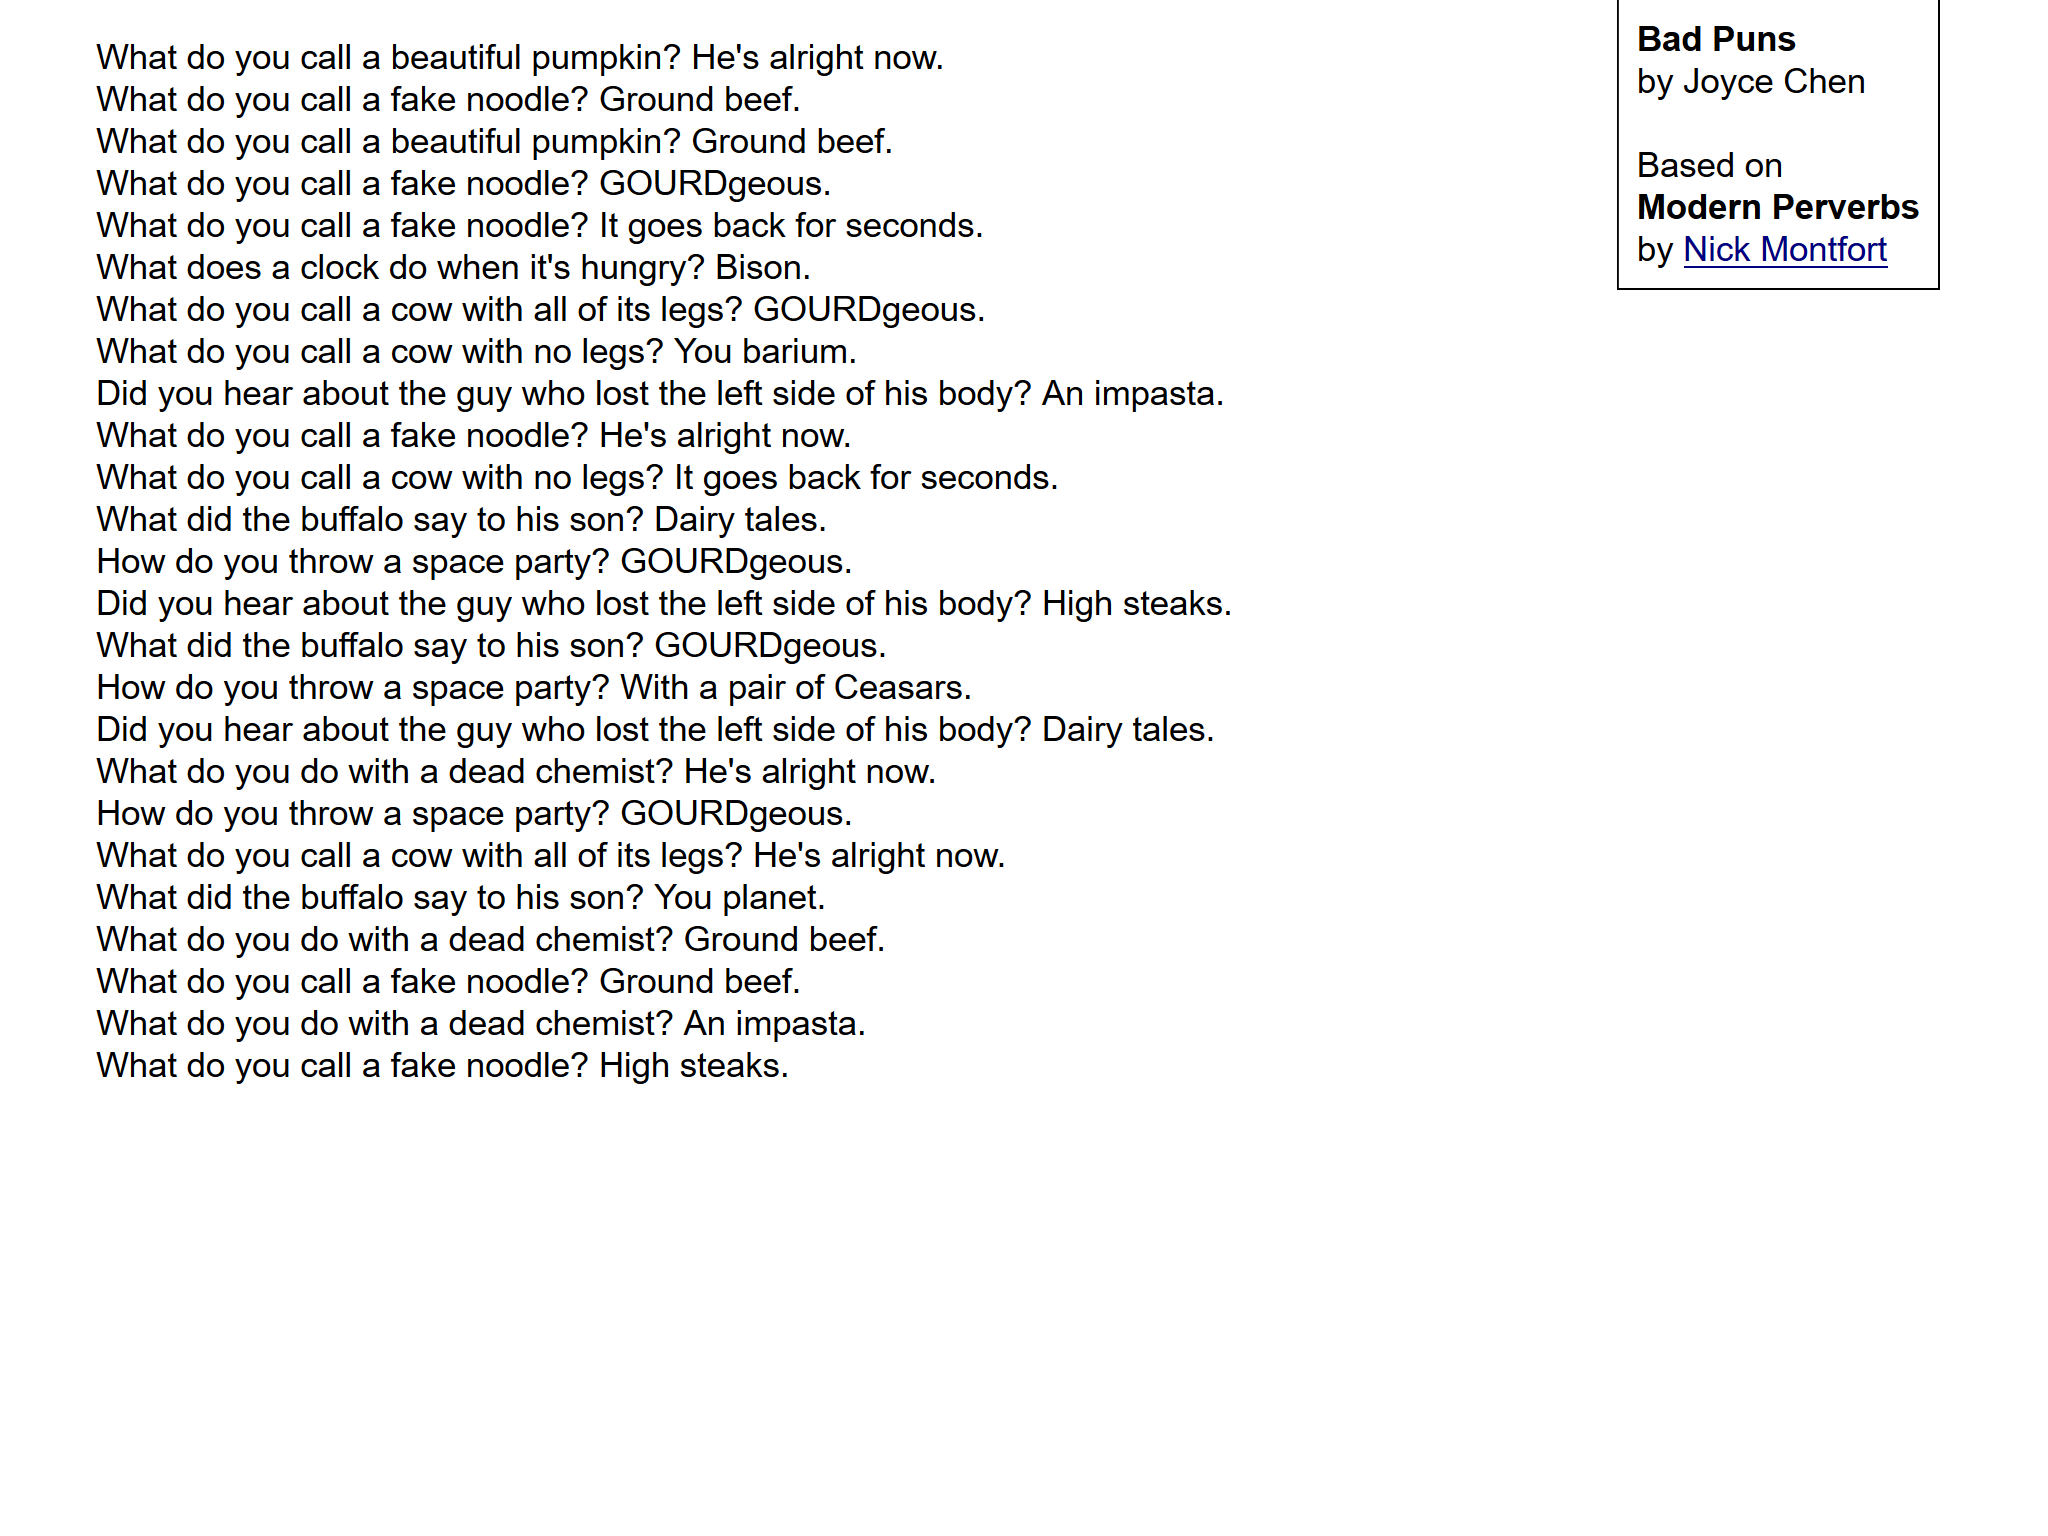 What do you call a beautiful pumpkin? He's alright now.
What do you call a fake noodle? Ground beef.
What do you call a beautiful pumpkin? Ground beef.
What do you call a fake noodle? GOURDgeous.
What do you call a fake noodle? It goes back for seconds.
What does a clock do when it's hungry? Bison.
What do you call a cow with all of its legs? GOURDgeous.
What do you call a cow with no legs? You barium.
Did you hear about the guy who lost the left side of his body? An impasta.
What do you call a fake noodle? He's alright now.
What do you call a cow with no legs? It goes back for seconds.
What did the buffalo say to his son? Dairy tales.
How do you throw a space party? GOURDgeous.
Did you hear about the guy who lost the left side of his body? High steaks.
What did the buffalo say to his son? GOURDgeous.
How do you throw a space party? With a pair of Ceasars.
Did you hear about the guy who lost the left side of his body? Dairy tales.
What do you do with a dead chemist? He's alright now.
How do you throw a space party? GOURDgeous.
What do you call a cow with all of its legs? He's alright now.
What did the buffalo say to his son? You planet.
What do you do with a dead chemist? Ground beef.
What do you call a fake noodle? Ground beef.
What do you do with a dead chemist? An impasta.
What do you call a fake noodle? High steaks.
Bad Puns
by Joyce Chen
Based on
Modern Perverbs
by Nick Montfort